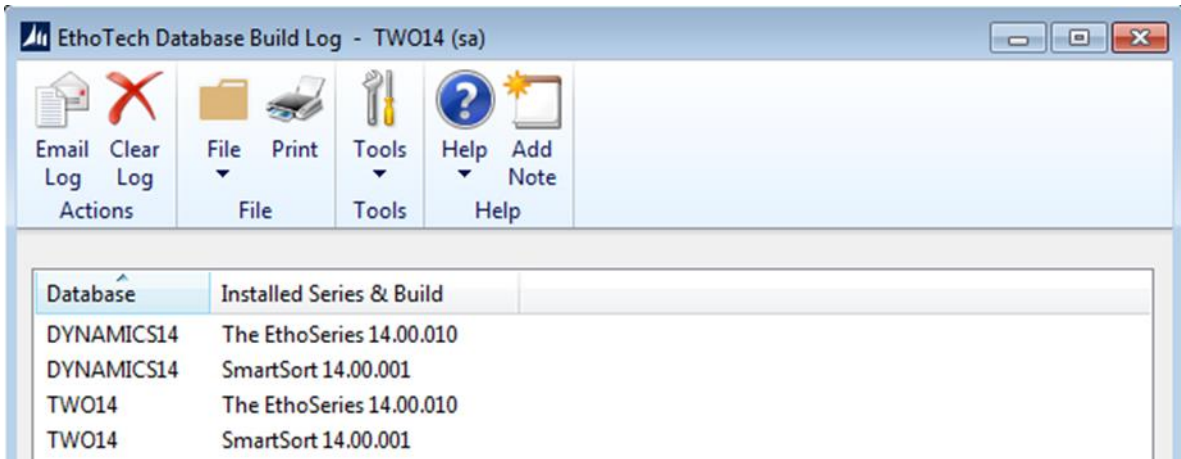 EthoTech Database Build Log - TWO14 (sa)
Email Log
Clear Log
File
Print
Tools
Help
Add Note
Actions
File
Tools
Help
Database Installed Series & Build
DYNAMICS14 The EthoSeries 14.00.010
DYNAMICS14 SmartSort 14.00.001
TWO14 The EthoSeries 14.00.010
TWO14 SmartSort 14.00.001